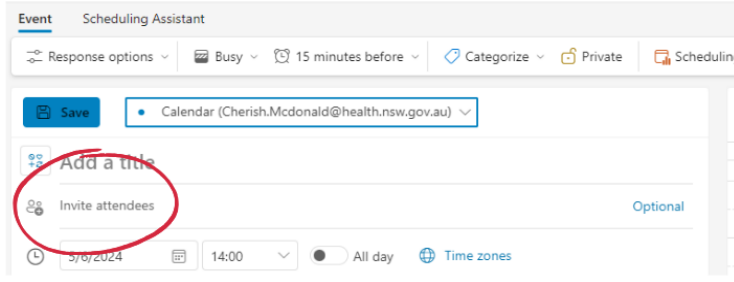 Event Scheduling Assistant
Response options Busy 15 minutes before Categorize Private Schedulin
Save Calendar (Cherish.Mcdonald@health.nsw.gov.au)
Add a title
Invite attendees Optional
5/6/2024 14:00 All day Time zones